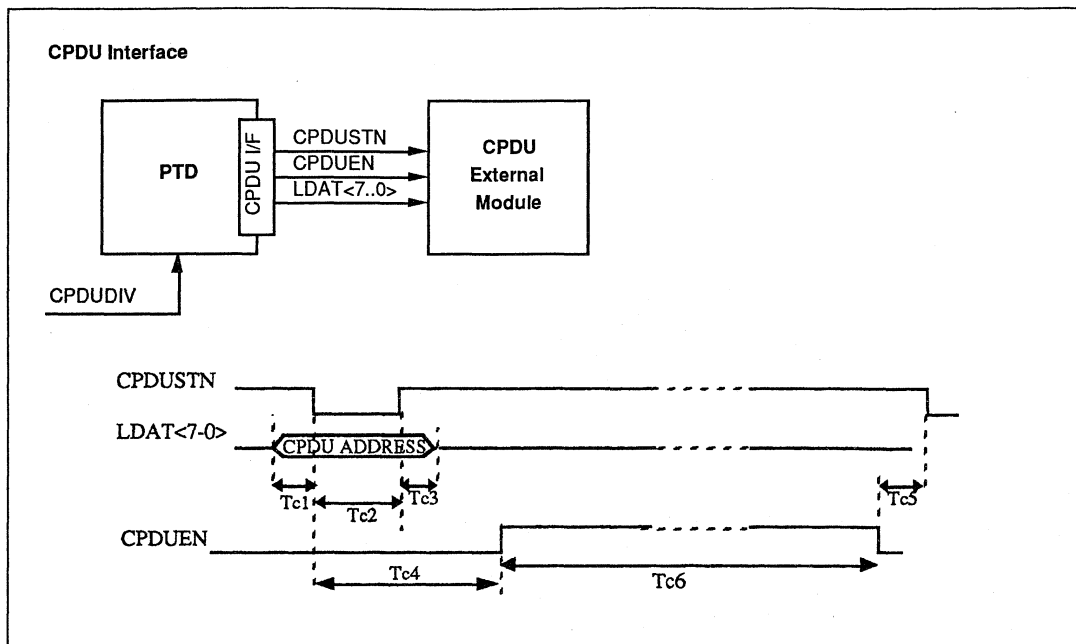 CPDU Interface
PTD
CPDU I/F
CPDUSTN
CPDUEN
LDAT<7..0>
CPDU
External
Module
CPDUDIV
CPDUSTN
LDAT<7-0>
CPDU ADDRESS
Tc1
Tc2
Tc3
Tc5
CPDUEN
Tc4
Tc6